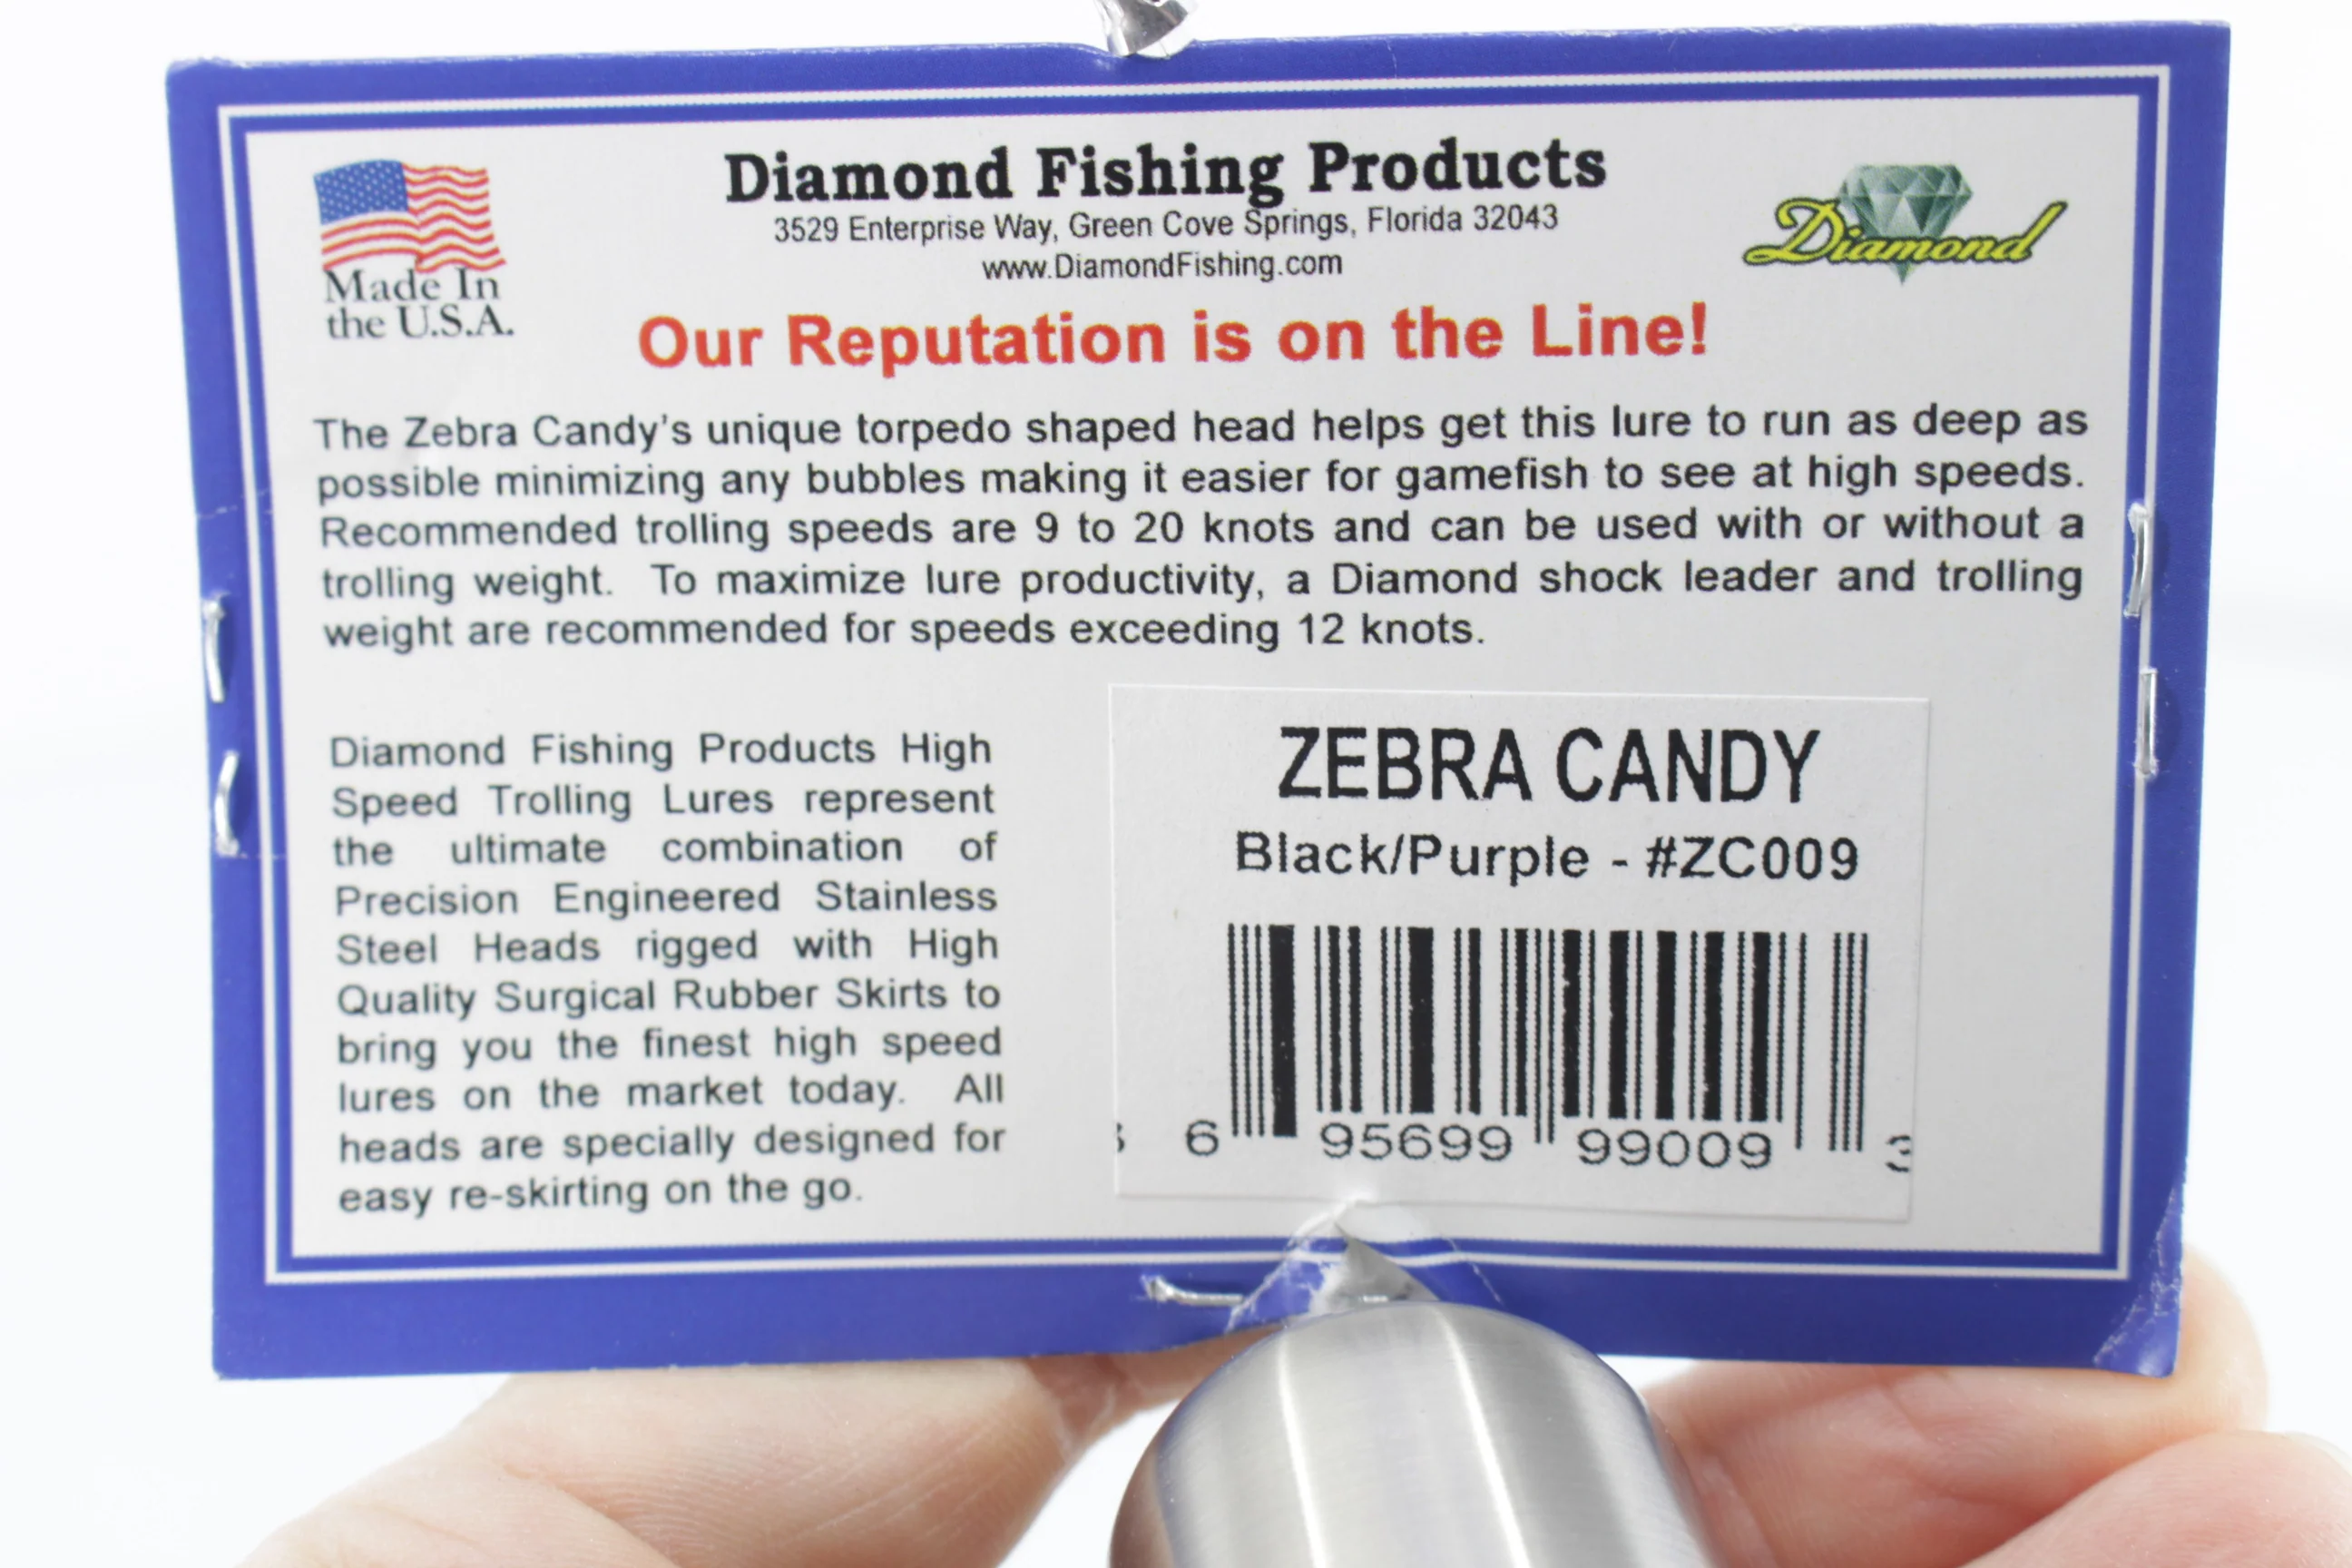 Made In
the U.S.A.
Diamond Fishing Products
3529 Enterprise Way, Green Cove Springs, Florida 32043
www.DiamondFishing.com
Diamond
Our Reputation is on the Line!
The Zebra Candy's unique torpedo shaped head helps get this lure to run as deep as
possible minimizing any bubbles making it easier for gamefish to see at high speeds.
Recommended trolling speeds are 9 to 20 knots and can be used with or without a
trolling weight. To maximize lure productivity, a Diamond shock leader and trolling
weight are recommended for speeds exceeding 12 knots.
Diamond Fishing Products High
Speed Trolling Lures represent
the ultimate combination of
Precision Engineered Stainless
Steel Heads rigged with High
Quality Surgical Rubber Skirts to
bring you the finest high speed
lures on the market today. All
heads are specially designed for
easy re-skirting on the go.
ZEBRA CANDY
Black/Purple - #ZC009
6 95699 99009 3